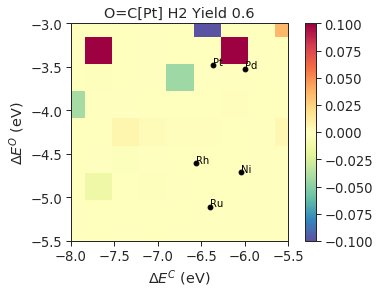 O=C[Pt] H2 Yield 0.6
−3.0
−3.5
−4.0
−4.5
−5.0
−5.5
ΔE^O (eV)
Pt
Pd
Rh
Ni
Ru
−8.0 −7.5 −7.0 −6.5 −6.0 −5.5
ΔE^C (eV)
0.100
0.075
0.050
0.025
0.000
−0.025
−0.050
−0.075
−0.100